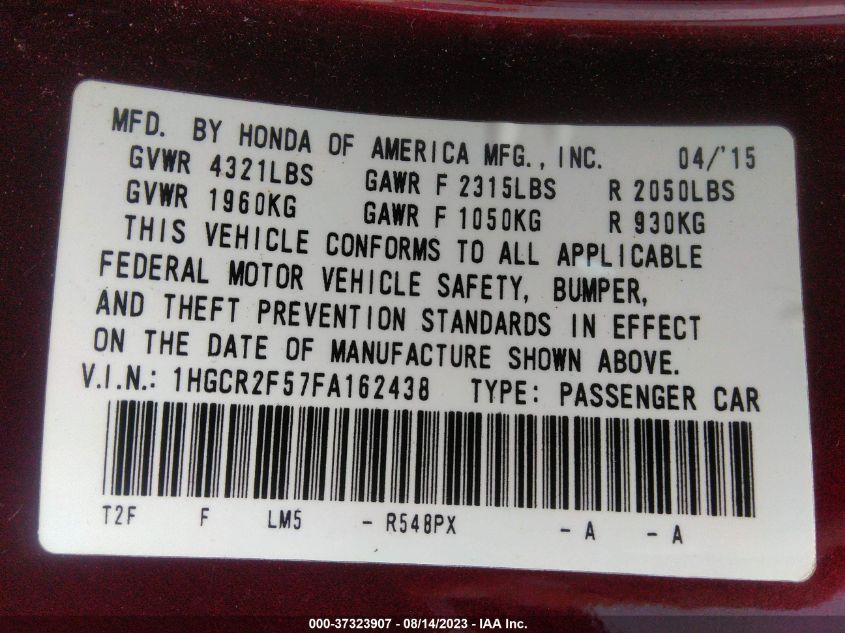 MFD. BY HONDA OF AMERICA MFG., INC. 04/'15
GVWR 4321LBS GAWR F 2315LBS R 2050LBS
GVWR 1960KG GAWR F 1050KG R 930KG
THIS VEHICLE CONFORMS TO ALL APPLICABLE
FEDERAL MOTOR VEHICLE SAFETY, BUMPER,
AND THEFT PREVENTION STANDARDS IN EFFECT
ON THE DATE OF MANUFACTURE SHOWN ABOVE.
V.I.N.: 1HGCR2F57FA162438 TYPE: PASSENGER CAR
T2F F LM5 - R548PX - A - A
000-37323907 - 08/14/2023 - IAA Inc.